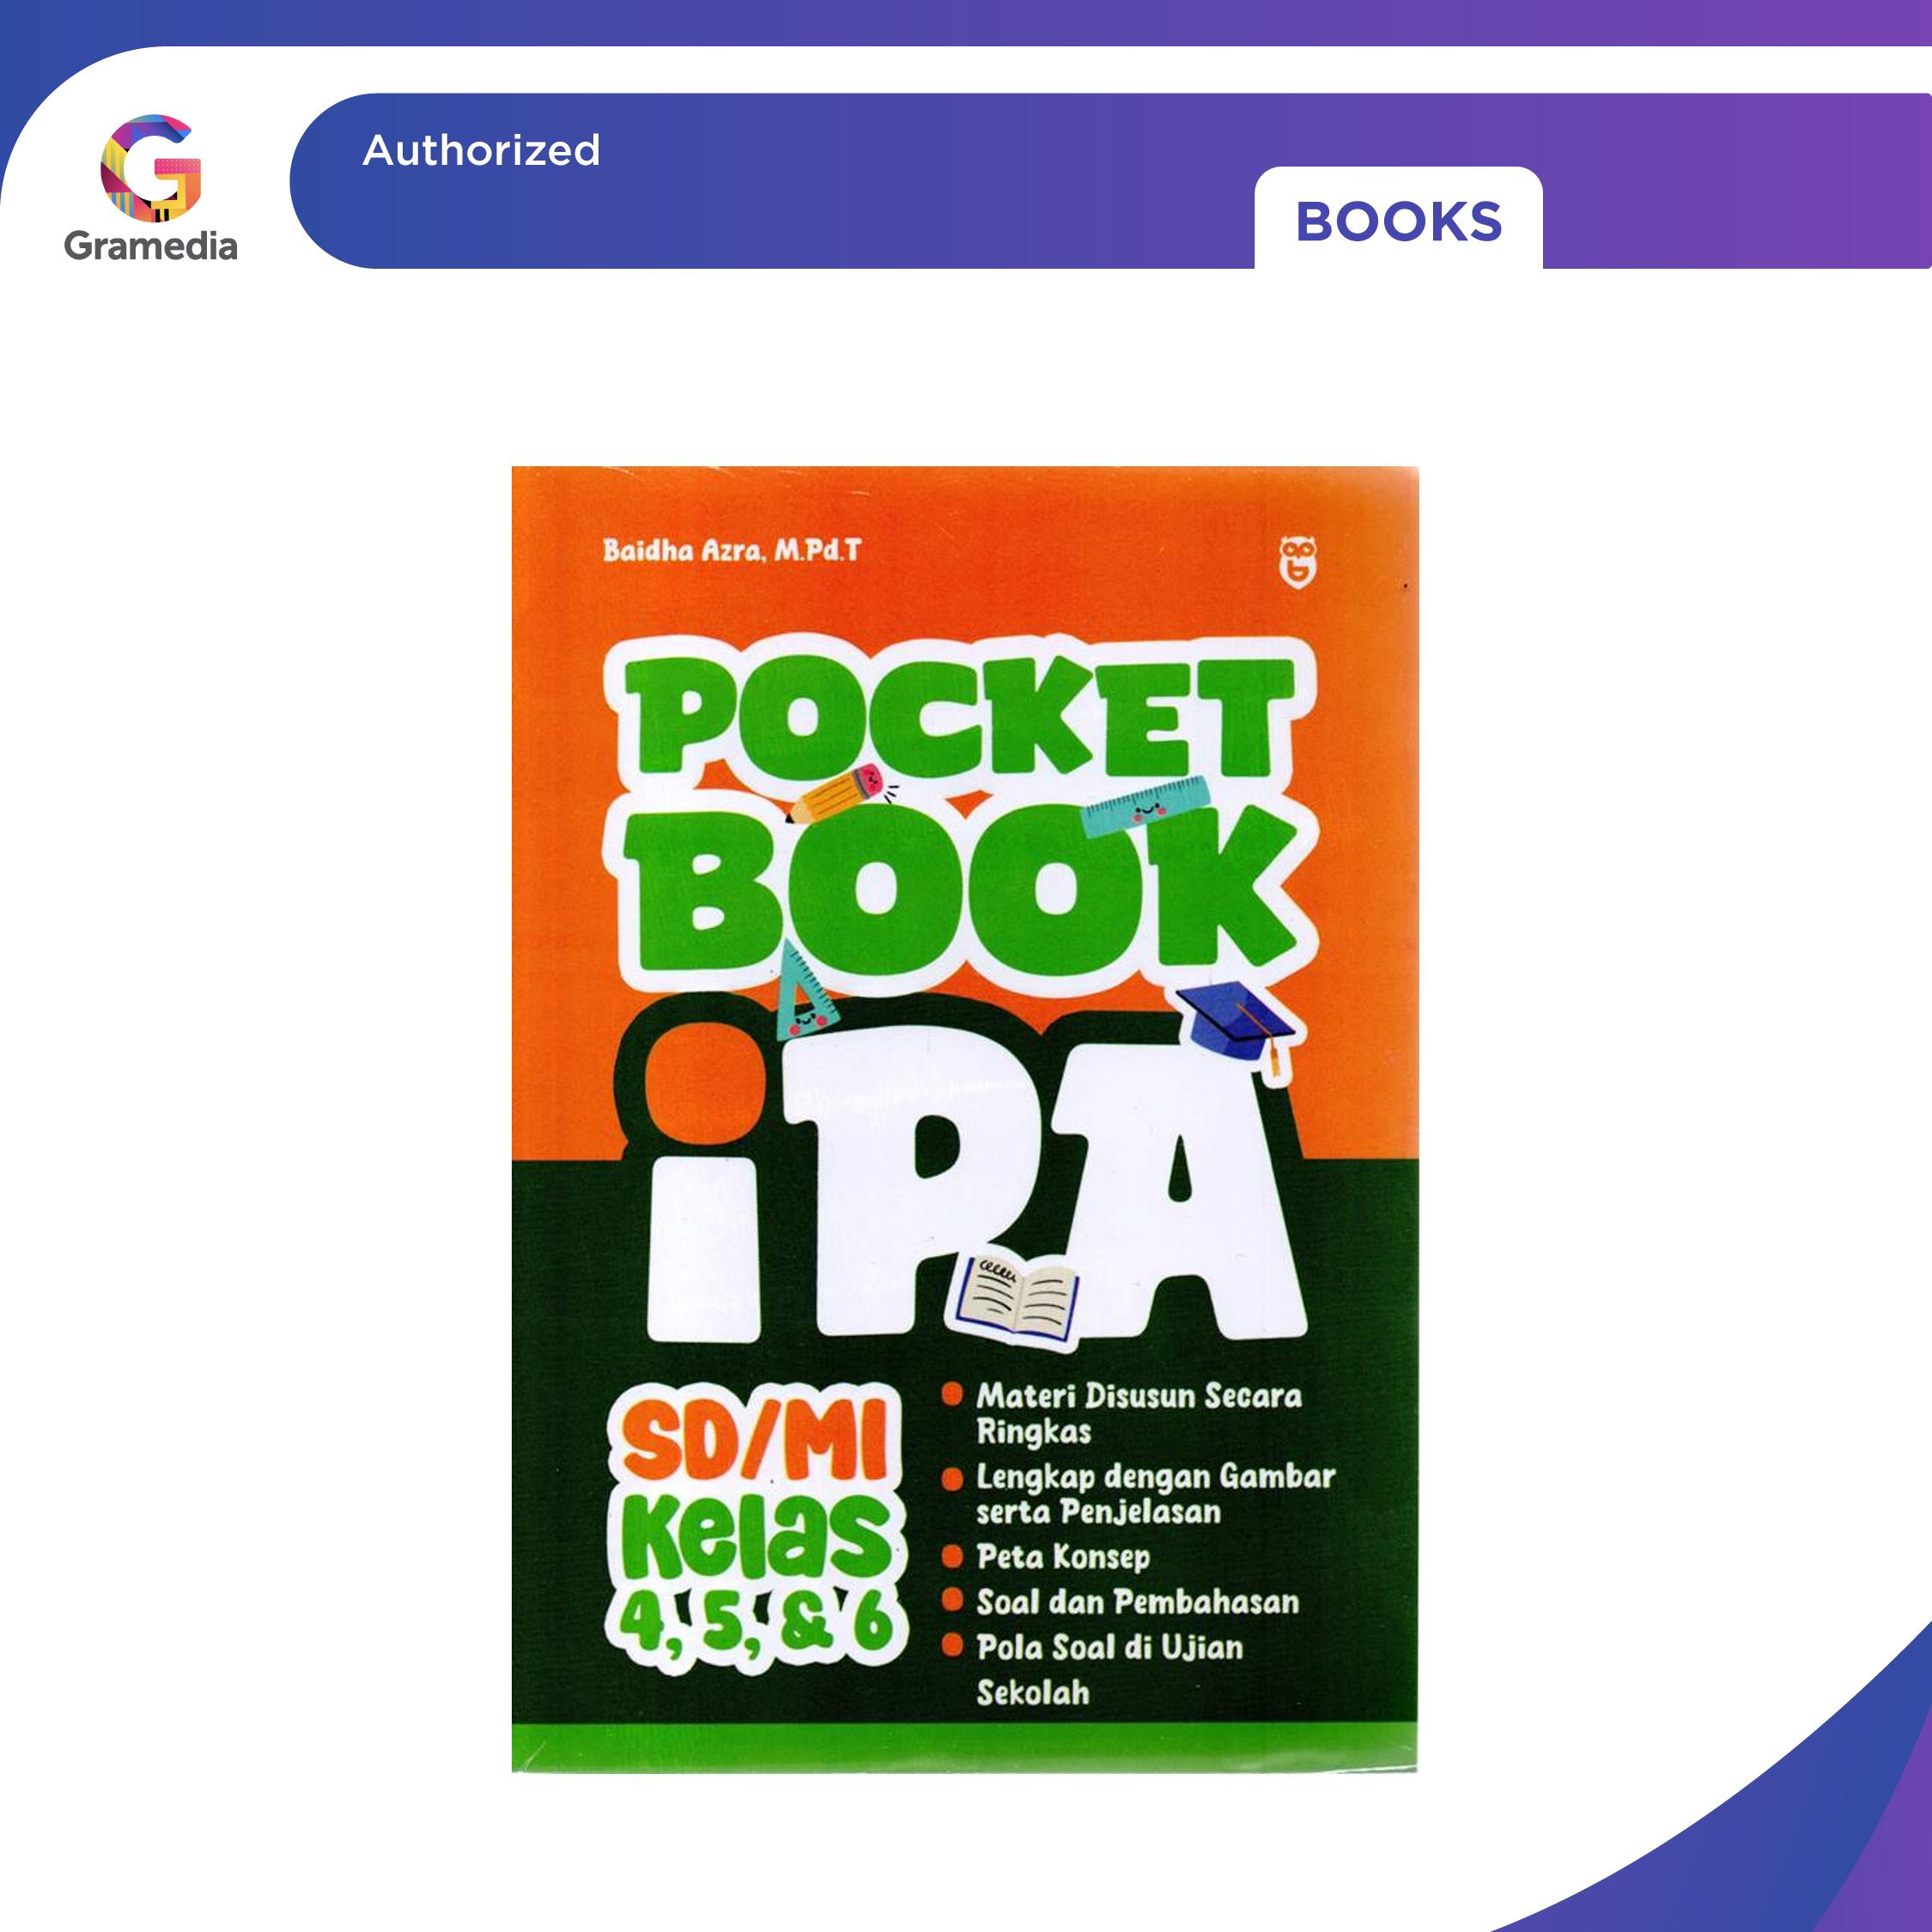 Gramedia
Authorized
BOOKS
Baidha Azra, M.Pd.T
POCKET
BOOK
iPA
SD/MI
Kelas
4, 5, & 6
Materi Disusun Secara
Ringkas
Lengkap dengan Gambar
serta Penjelasan
Peta Konsep
Soal dan Pembahasan
Pola Soal di Ujian
Sekolah